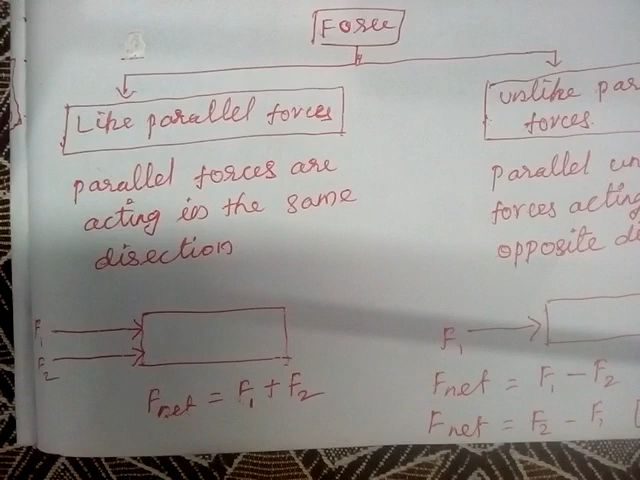 Force
Like parallel forces
parallel forces are
acting in the same
direction
F1
F2
Fnet = F1 + F2
unlike par
forces.
parallel un
forces acting
opposite di
F1
Fnet = F1 - F2
Fnet = F2 - F1